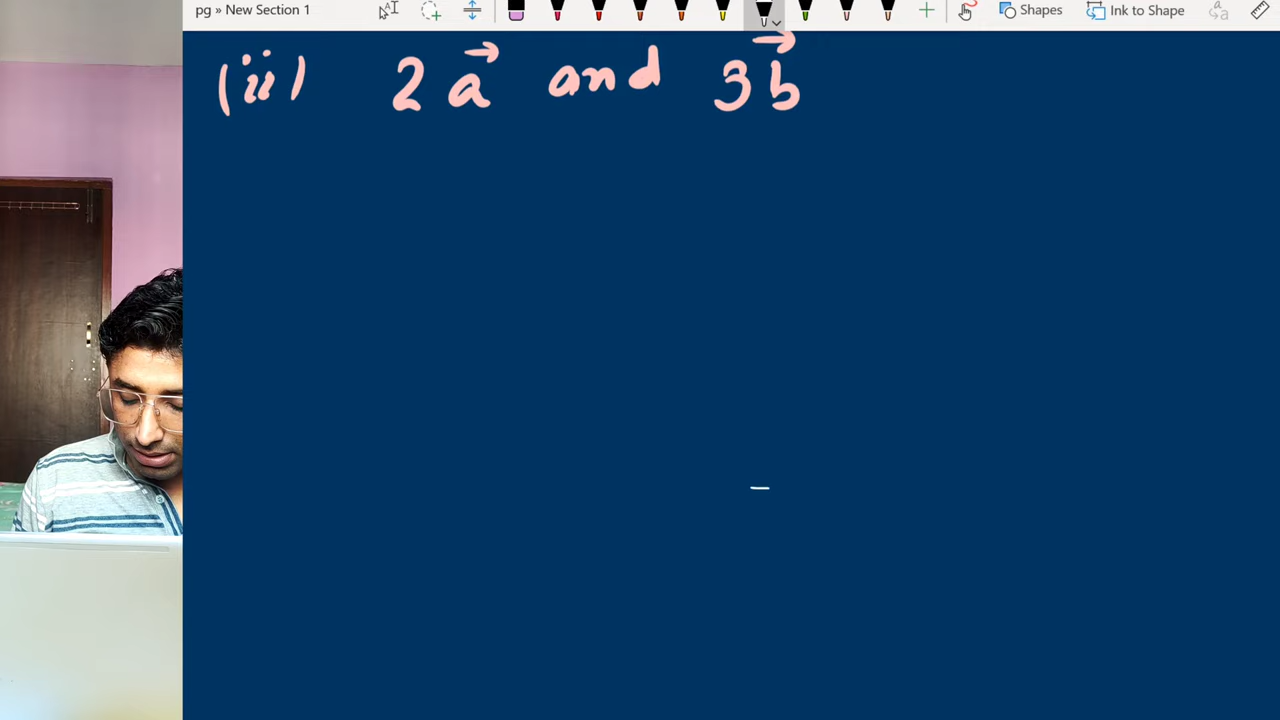 pg » New Section 1 Shapes Ink to Shape
(ii) 2 a⃗ and 3 b⃗